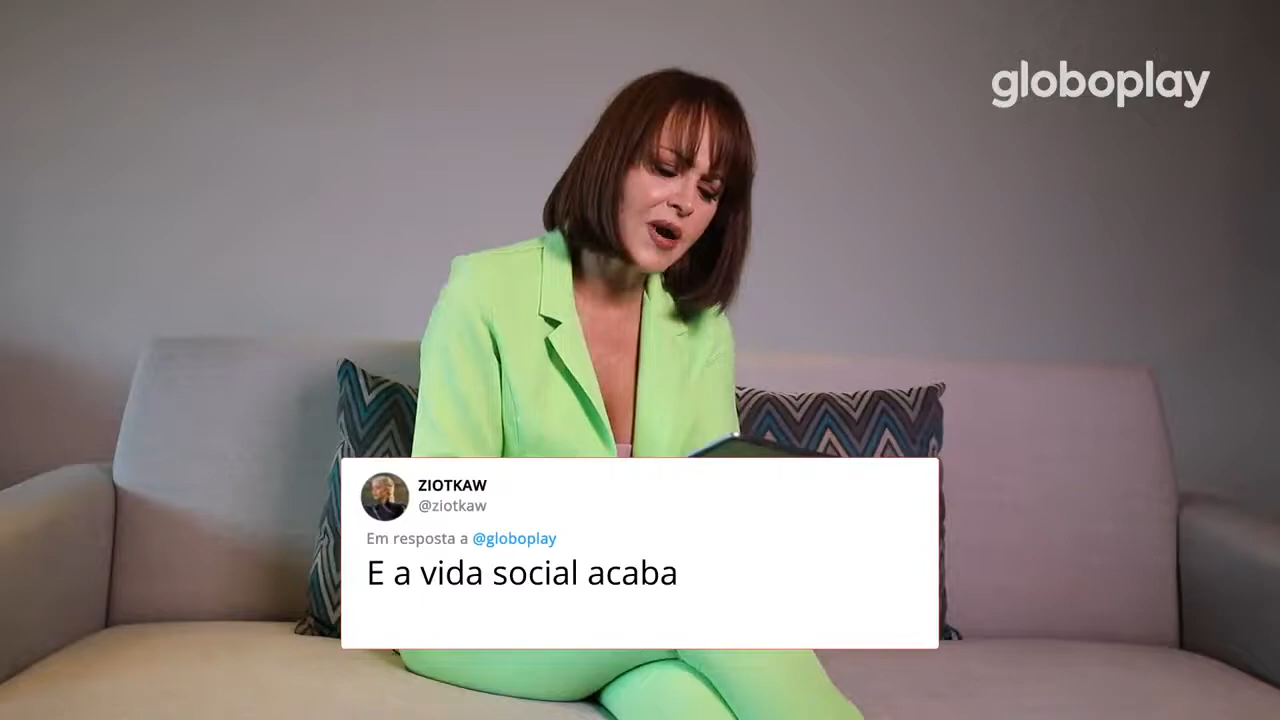 globoplay
ZIOTKAW
@ziotkaw
Em resposta a @globoplay
E a vida social acaba